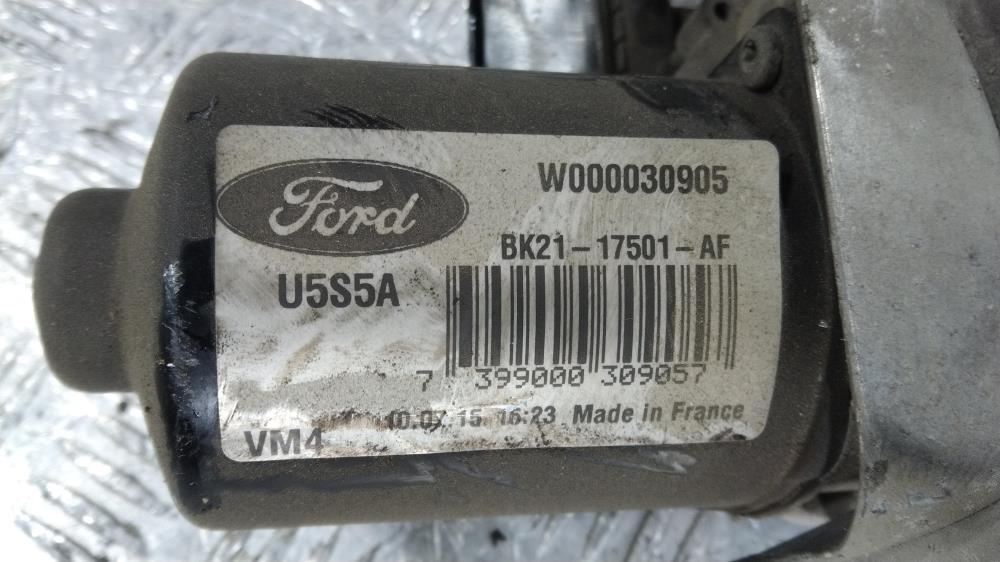 Ford
W000030905
BK21-17501-AF
U5S5A
7 399000 309057
10.07.15 16:23 Made in France
VM4